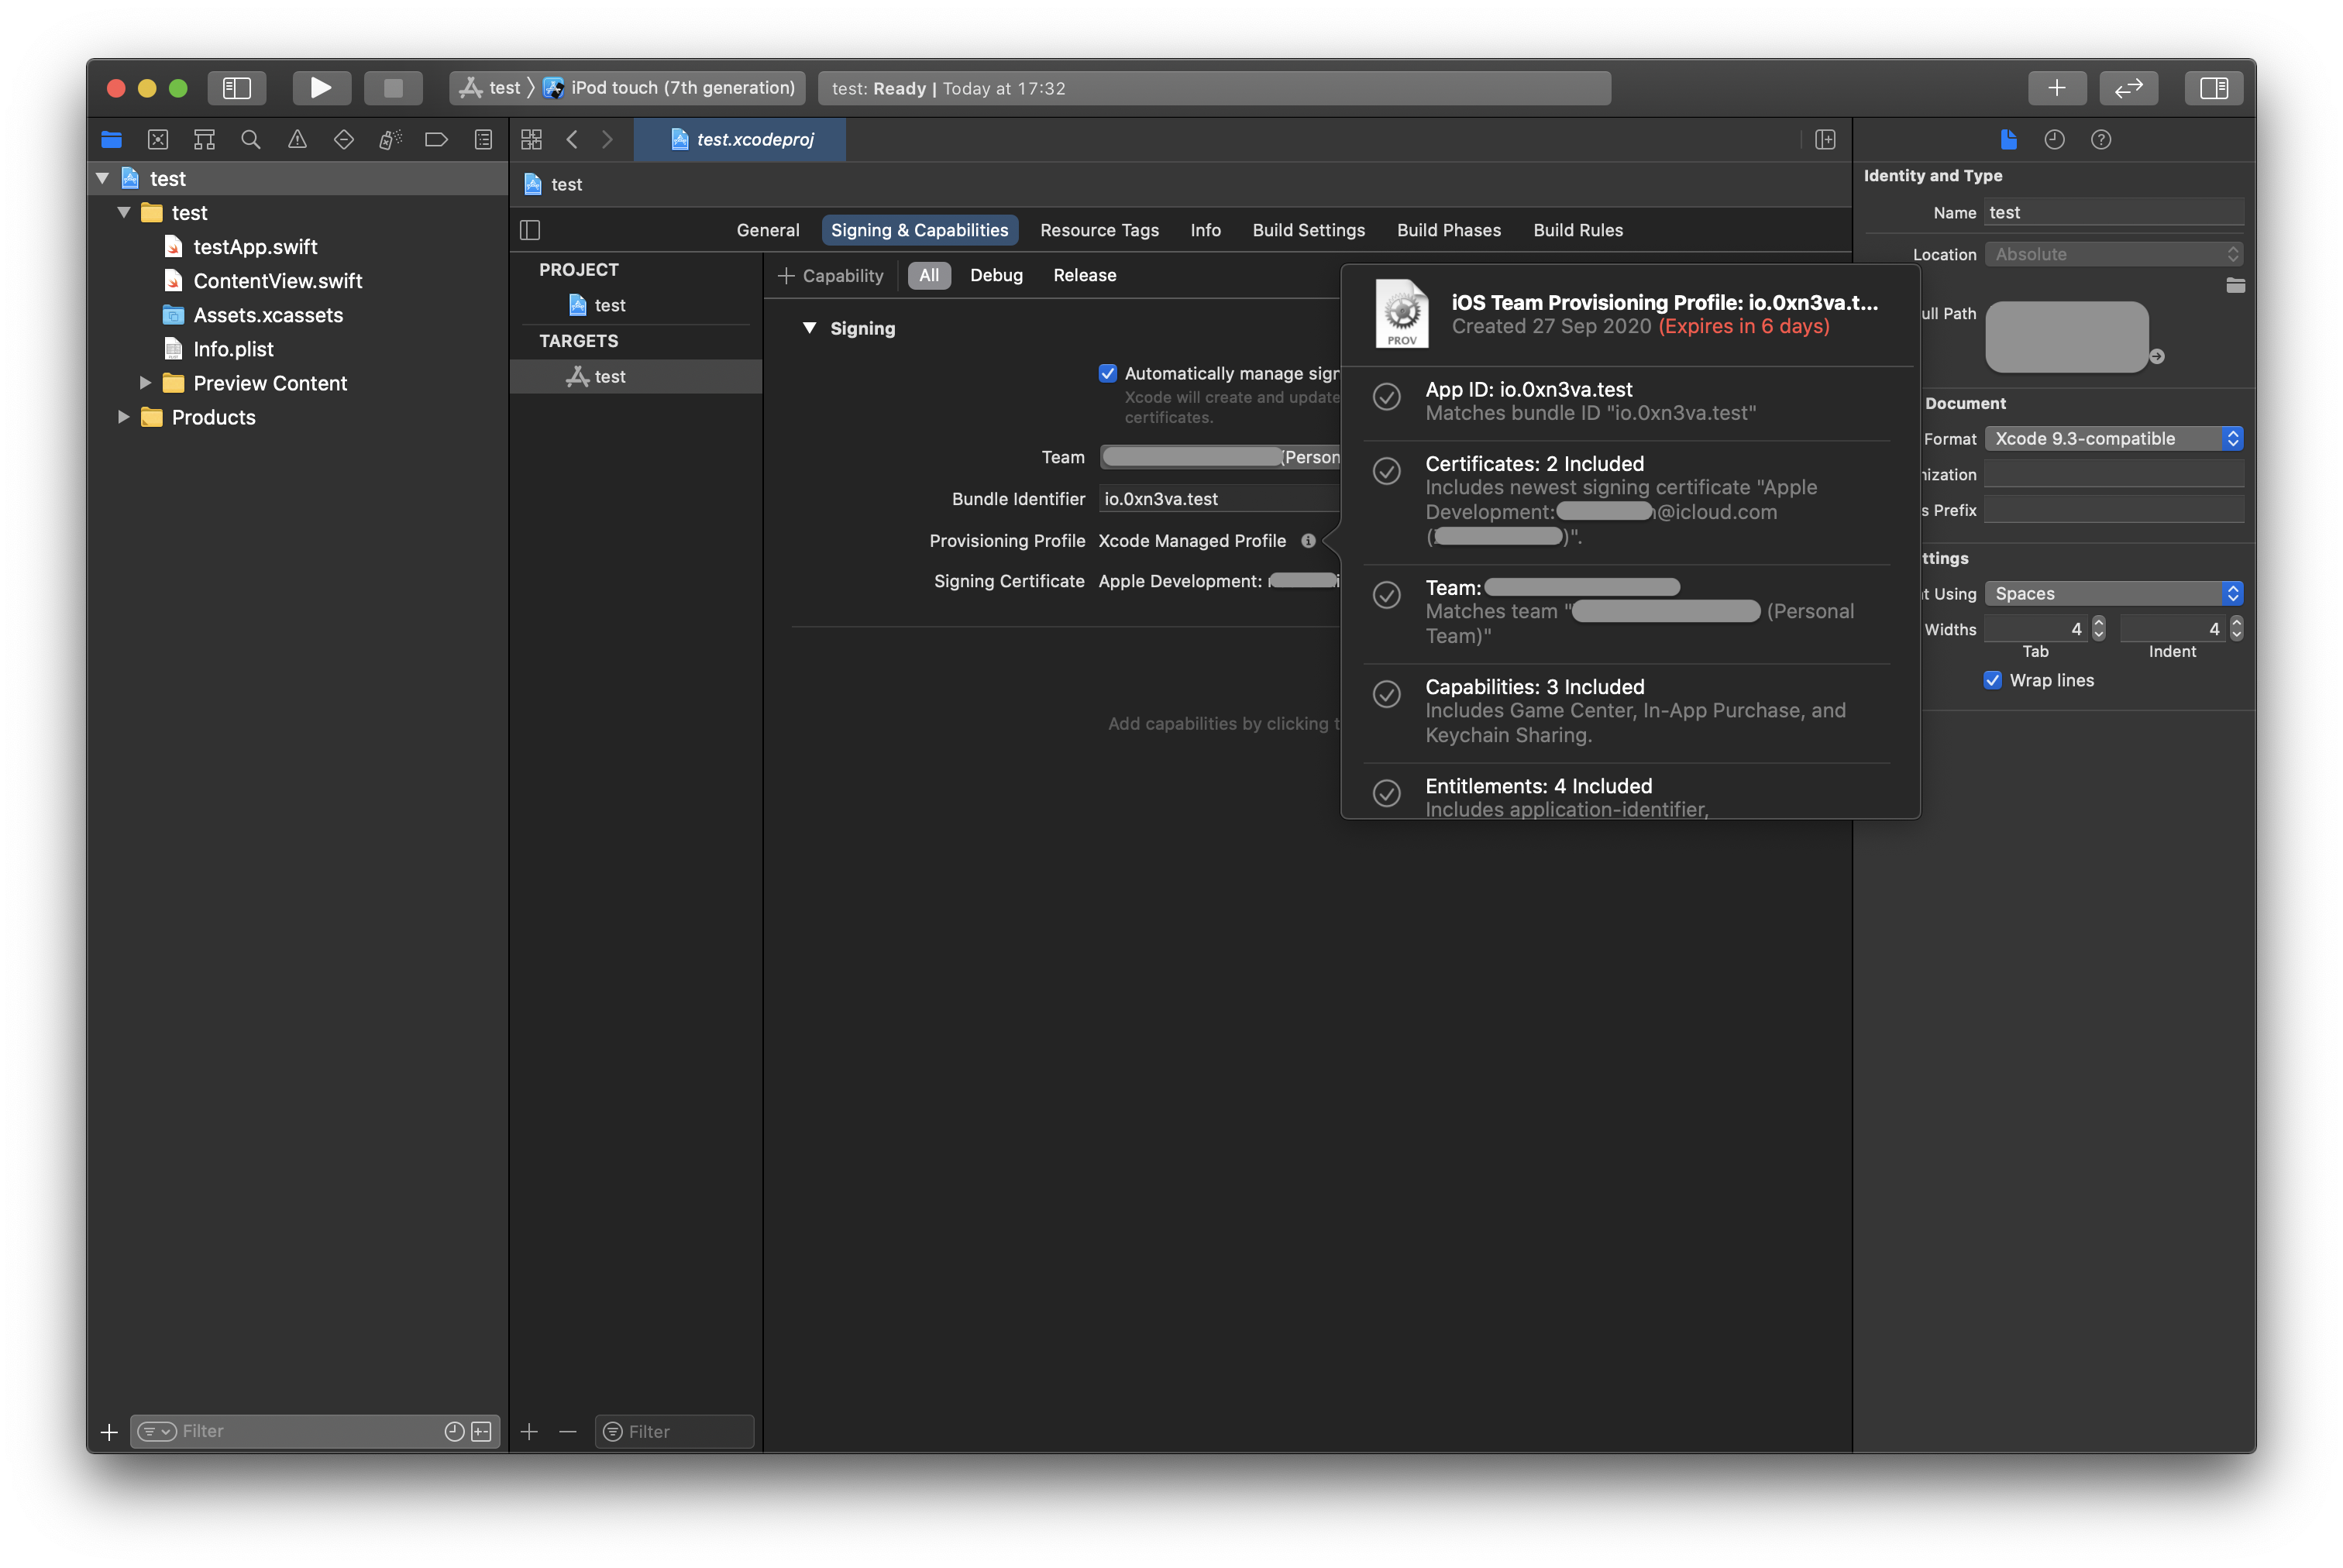 test
iPod touch (7th generation)
test: Ready | Today at 17:32
test.xcodeproj
test
test
testApp.swift
ContentView.swift
Assets.xcassets
Info.plist
Preview Content
Products
Filter
test
General
Signing & Capabilities
Resource Tags
Info
Build Settings
Build Phases
Build Rules
PROJECT
test
TARGETS
test
Filter
Capability
All
Debug
Release
Signing
Automatically manage sign
Xcode will create and update
certificates.
Team
(Person
Bundle Identifier
io.0xn3va.test
Provisioning Profile
Xcode Managed Profile
Signing Certificate
Apple Development:
Add capabilities by clicking t
PROV
iOS Team Provisioning Profile: io.0xn3va.t...
Created 27 Sep 2020 (Expires in 6 days)
App ID: io.0xn3va.test
Matches bundle ID "io.0xn3va.test"
Certificates: 2 Included
Includes newest signing certificate "Apple
Development: @icloud.com
( )".
Team:
Matches team " (Personal
Team)"
Capabilities: 3 Included
Includes Game Center, In-App Purchase, and
Keychain Sharing.
Entitlements: 4 Included
Includes application-identifier,
Identity and Type
Name
test
Location
Absolute
ull Path
Document
Format
Xcode 9.3-compatible
nization
s Prefix
ttings
t Using
Spaces
Widths
4
4
Tab
Indent
Wrap lines